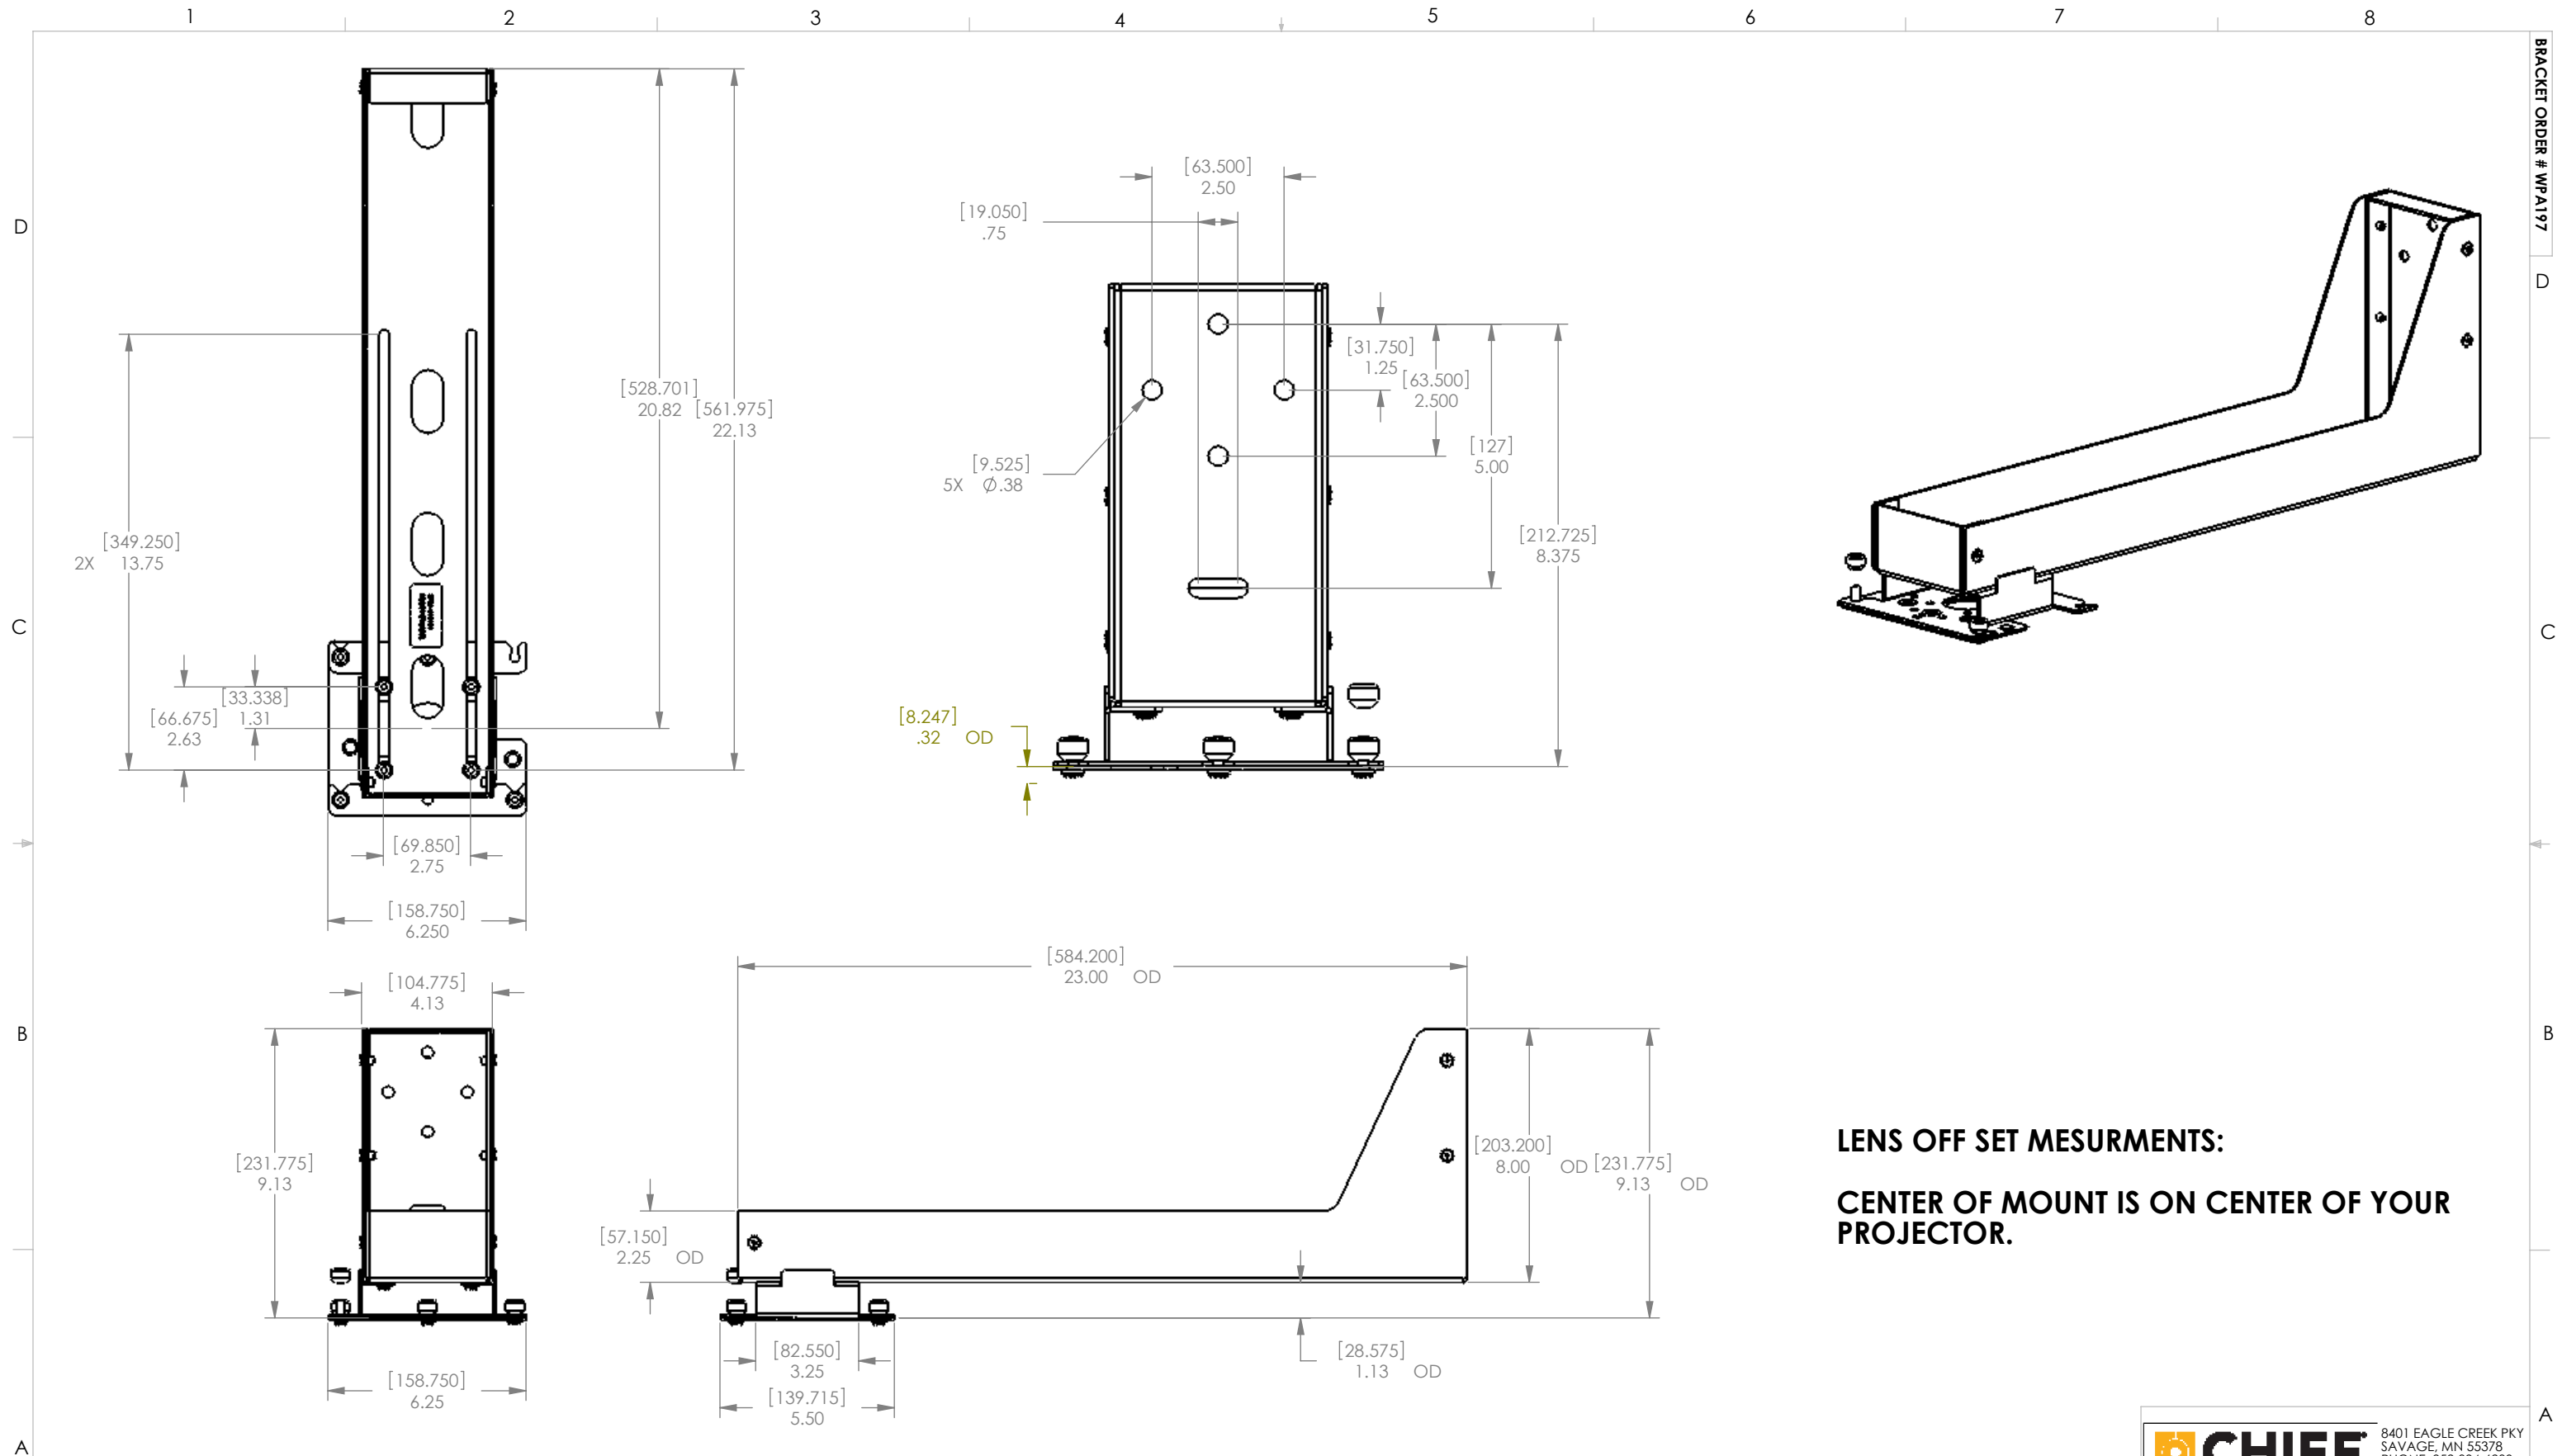 1 2 3 4 5 6 7 8
BRACKET ORDER # WPA197
D
D
C
C
B
B
A
A
[528.701]
20.82
[561.975]
22.13
[349.250]
2X 13.75
[33.338]
1.31
[66.675]
2.63
[69.850]
2.75
[158.750]
6.250
[63.500]
2.50
[19.050]
.75
[31.750]
1.25
[63.500]
2.500
[127]
5.00
[9.525]
5X Ø.38
[212.725]
8.375
[8.247]
.32 OD
[104.775]
4.13
[231.775]
9.13
[158.750]
6.25
[584.200]
23.00 OD
[203.200]
8.00 OD
[231.775]
9.13 OD
[57.150]
2.25 OD
[82.550]
3.25
[139.715]
5.50
[28.575]
1.13 OD
LENS OFF SET MESURMENTS:
CENTER OF MOUNT IS ON CENTER OF YOUR
PROJECTOR.
CHIEF
8401 EAGLE CREEK PKY
SAVAGE, MN 55378